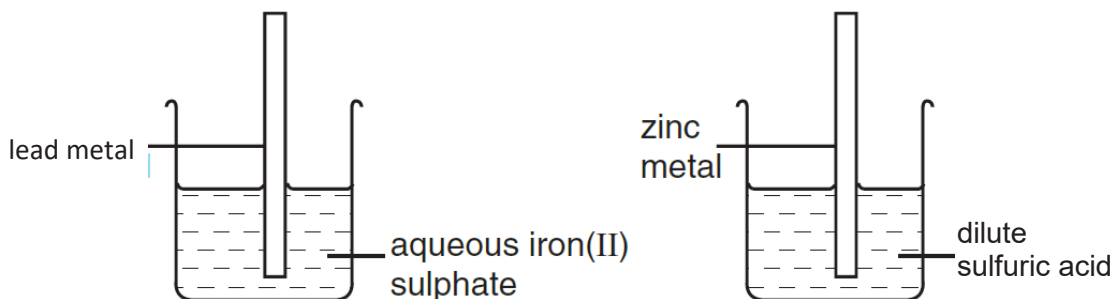 lead metal
aqueous iron(II)
sulphate
zinc
metal
dilute
sulfuric acid